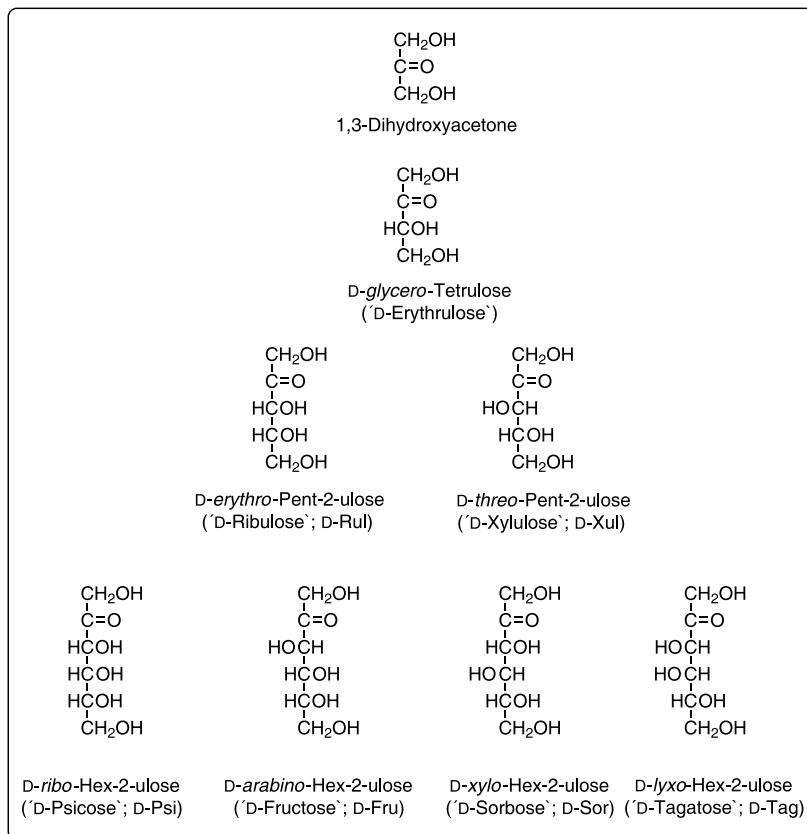 CH₂OH
C=O
CH₂OH
1,3-Dihydroxyacetone
CH₂OH
C=O
HCOH
CH₂OH
D-glycero-Tetrulose
(´D-Erythrulose`)
CH₂OH
C=O
HCOH
HCOH
CH₂OH
D-erythro-Pent-2-ulose
(´D-Ribulose`; D-Rul)
CH₂OH
C=O
HOCH
HCOH
CH₂OH
D-threo-Pent-2-ulose
(´D-Xylulose`; D-Xul)
CH₂OH
C=O
HCOH
HCOH
HCOH
CH₂OH
D-ribo-Hex-2-ulose
(´D-Psicose`; D-Psi)
CH₂OH
C=O
HOCH
HCOH
HCOH
CH₂OH
D-arabino-Hex-2-ulose
(´D-Fructose`; D-Fru)
CH₂OH
C=O
HCOH
HOCH
HCOH
CH₂OH
D-xylo-Hex-2-ulose
(´D-Sorbose`; D-Sor)
CH₂OH
C=O
HOCH
HOCH
HCOH
CH₂OH
D-lyxo-Hex-2-ulose
(´D-Tagatose`; D-Tag)